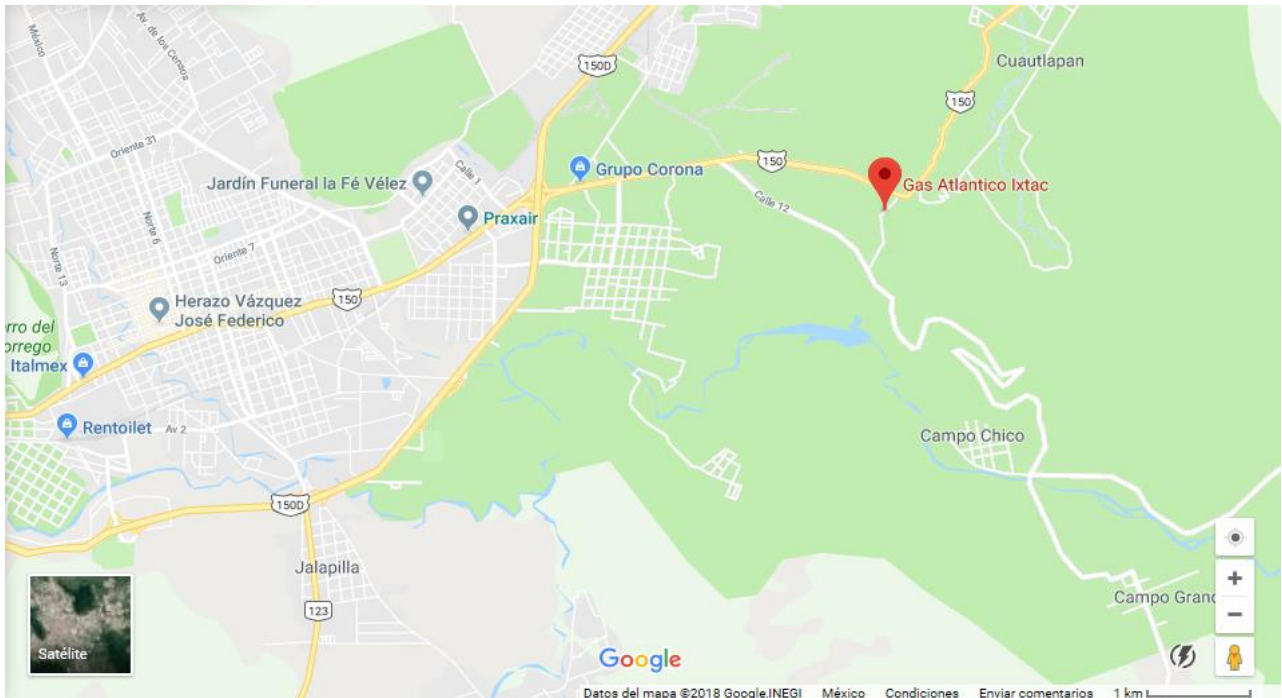 México
Av. de los Cenaos
150D
Cuautlapan
150
Oriente 31
Calle 1
Grupo Corona
150
Gas Atlantico Ixtac
Jardín Funeral la Fé Vélez
Calle 12
Praxair
Norte 6
Oriente 7
Norte 13
150
Herazo Vázquez
José Federico
erro del
orrego
Italmex
Rentoilet
Av 2
Campo Chico
150D
Jalapilla
123
Campo Grand
Satélite
Google
Datos del mapa ©2018 Google,INEGI México Condiciones Enviar comentarios 1 km